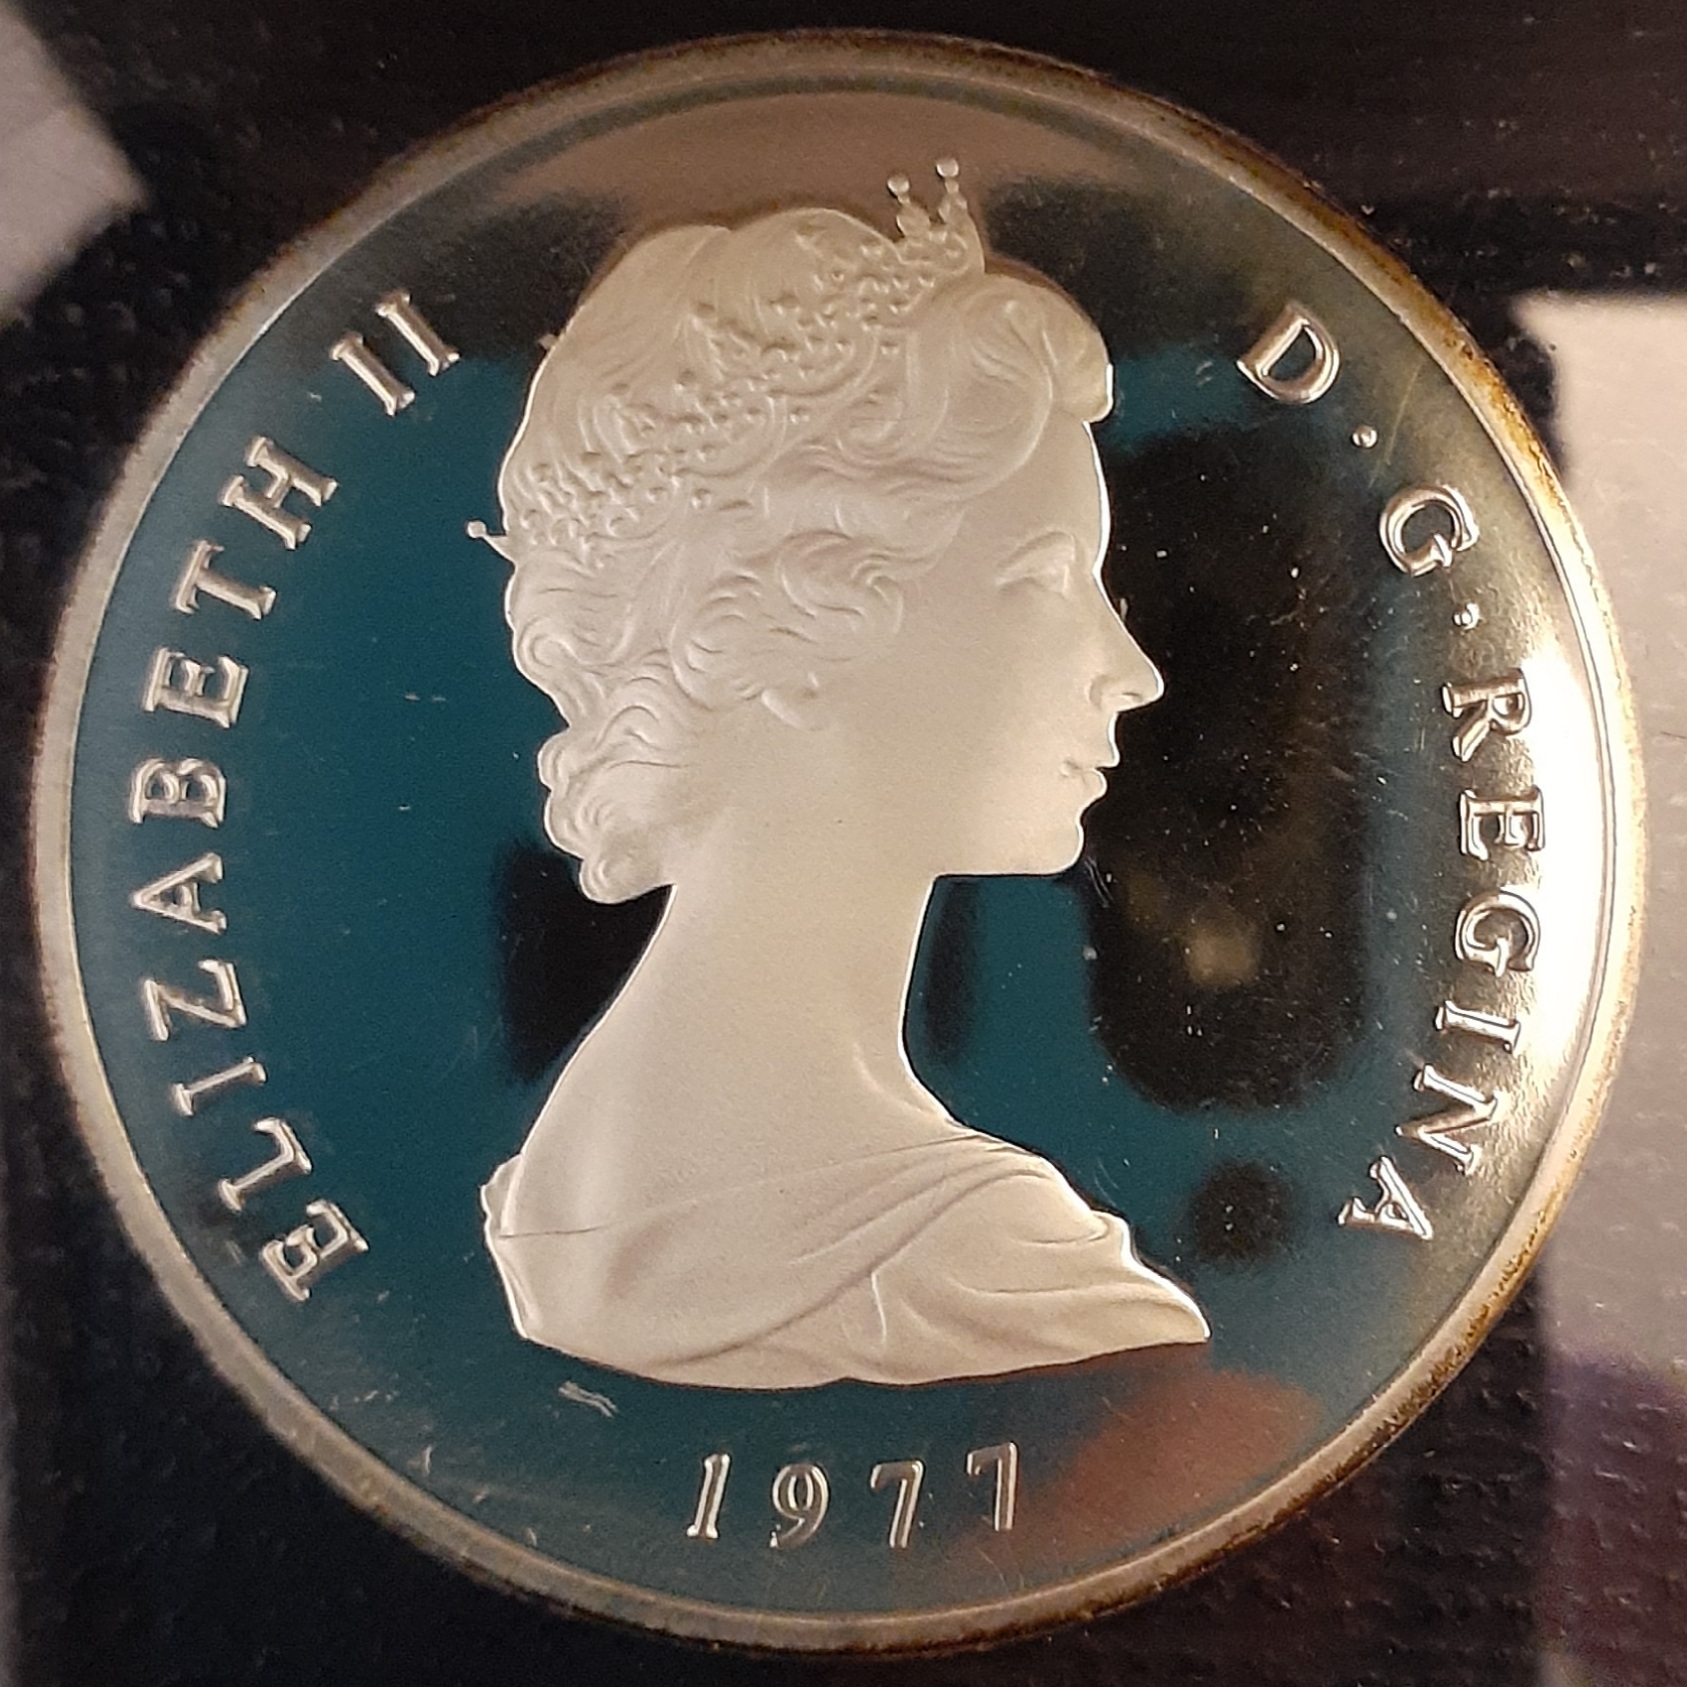 ELIZABETH II
D. G. REGINA
1977